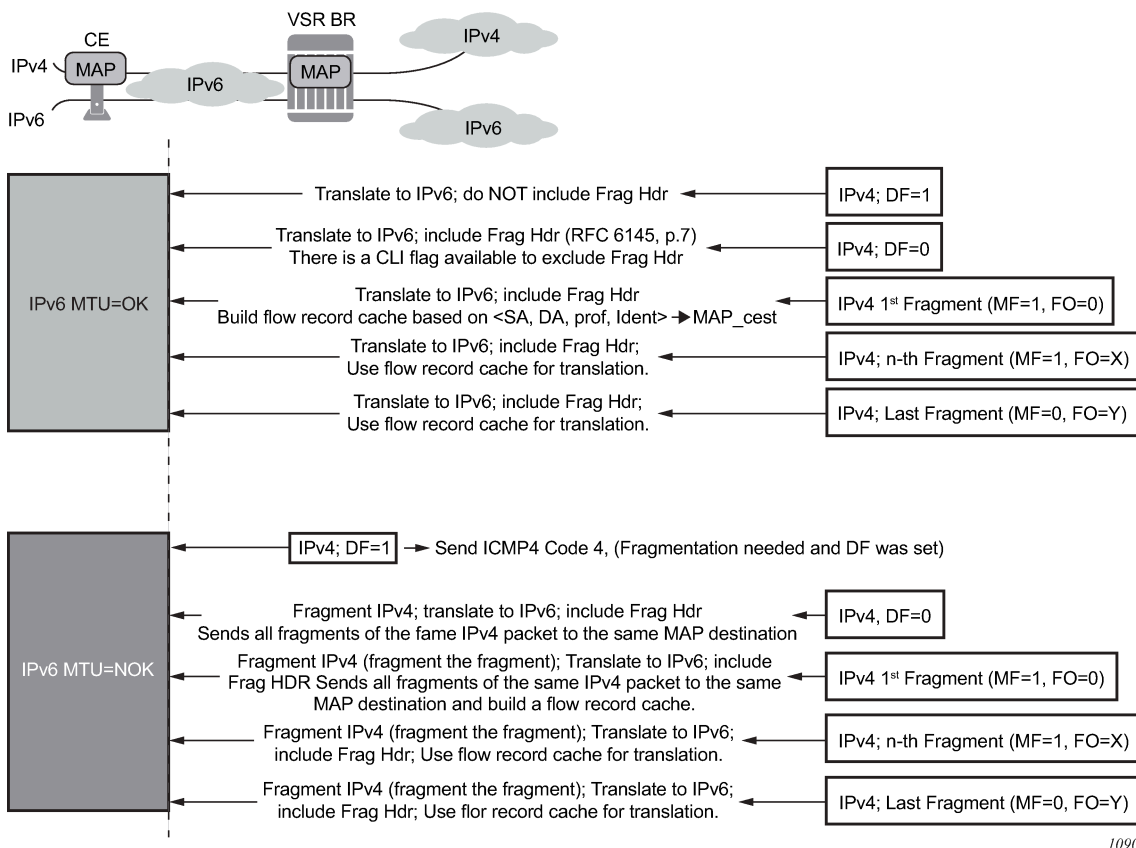 VSR BR
CE
IPv4
MAP
IPv6
MAP
IPv4
IPv6
IPv6
IPv6 MTU=OK
Translate to IPv6; do NOT include Frag Hdr
IPv4; DF=1
Translate to IPv6; include Frag Hdr (RFC 6145, p.7)
There is a CLI flag available to exclude Frag Hdr
IPv4; DF=0
Translate to IPv6; include Frag Hdr
Build flow record cache based on <SA, DA, prof, Ident> → MAP_cest
IPv4 1st Fragment (MF=1, FO=0)
Translate to IPv6; include Frag Hdr;
Use flow record cache for translation.
IPv4; n-th Fragment (MF=1, FO=X)
Translate to IPv6; include Frag Hdr;
Use flow record cache for translation.
IPv4; Last Fragment (MF=0, FO=Y)
IPv6 MTU=NOK
IPv4; DF=1 → Send ICMP4 Code 4, (Fragmentation needed and DF was set)
Fragment IPv4; translate to IPv6; include Frag Hdr
Sends all fragments of the fame IPv4 packet to the same MAP destination
IPv4, DF=0
Fragment IPv4 (fragment the fragment); Translate to IPv6; include
Frag HDR Sends all fragments of the same IPv4 packet to the same
MAP destination and build a flow record cache.
IPv4 1st Fragment (MF=1, FO=0)
Fragment IPv4 (fragment the fragment); Translate to IPv6;
include Frag Hdr; Use flow record cache for translation.
IPv4; n-th Fragment (MF=1, FO=X)
Fragment IPv4 (fragment the fragment); Translate to IPv6;
include Frag Hdr; Use flor record cache for translation.
IPv4; Last Fragment (MF=0, FO=Y)
1090